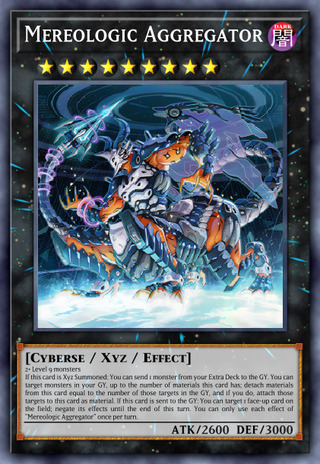 Mereologic Aggregator
DARK
闇
[Cyberse / Xyz / Effect]
2+ Level 9 monsters
If this card is Xyz Summoned: You can send 1 monster from your Extra Deck to the GY. You can
target monsters in your GY, up to the number of materials this card has; detach materials
from this card equal to the number of those targets in the GY, and if you do, attach those
targets to this card as material. If this card is sent to the GY: You can target 1 face-up card on
the field; negate its effects until the end of this turn. You can only use each effect of
"Mereologic Aggregator" once per turn.
ATK/2600 DEF/3000